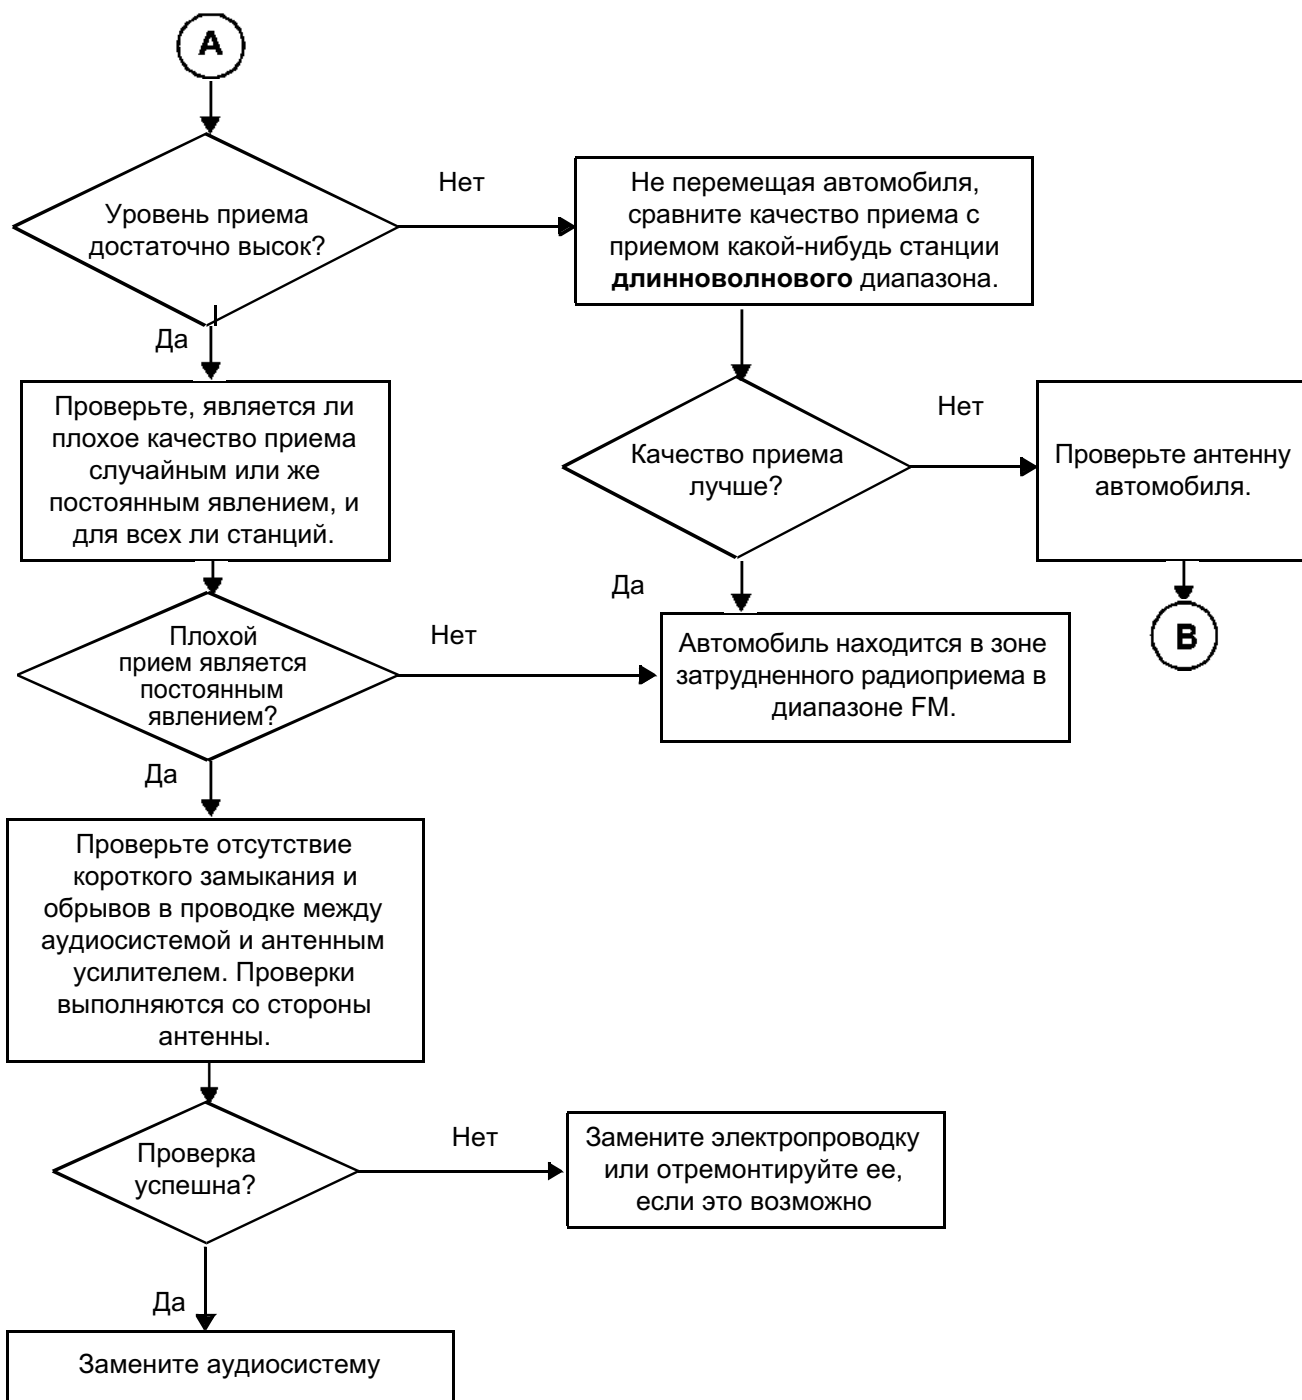 A
Нет
Уровень приема
достаточно высок?
Не перемещая автомобиля,
сравните качество приема с
приемом какой-нибудь станции
длинноволнового диапазона.
Да
Проверьте, является ли
плохое качество приема
случайным или же
постоянным явлением, и
для всех ли станций.
Нет
Качество приема
лучше?
Проверьте антенну
автомобиля.
Да
B
Плохой
прием является
постоянным
явлением?
Нет
Автомобиль находится в зоне
затрудненного радиоприема в
диапазоне FM.
Да
Проверьте отсутствие
короткого замыкания и
обрывов в проводке между
аудиосистемой и антенным
усилителем. Проверки
выполняются со стороны
антенны.
Проверка
успешна?
Нет
Замените электропроводку
или отремонтируйте ее,
если это возможно
Да
Замените аудиосистему